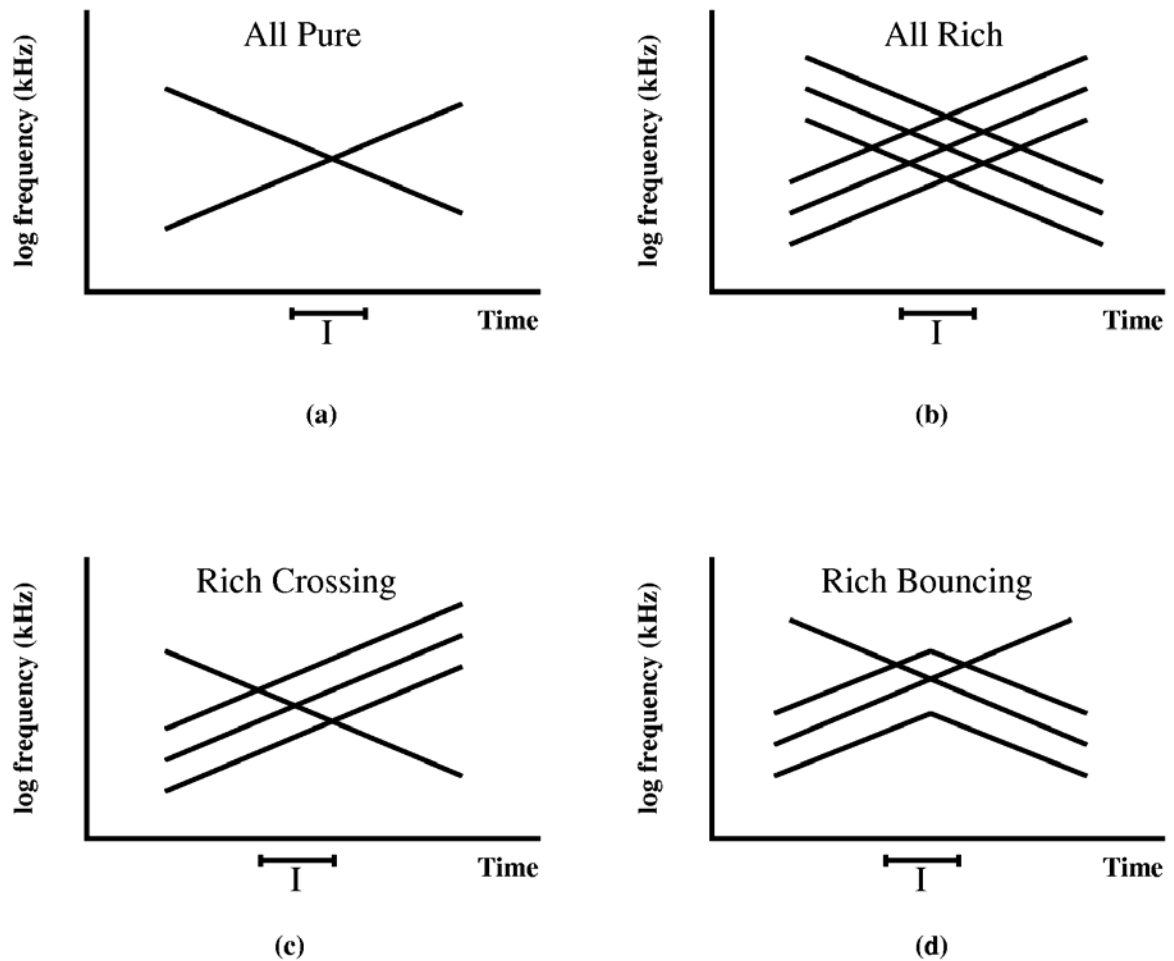 All Pure
log frequency (kHz)
Time
I
(a)
All Rich
log frequency (kHz)
Time
I
(b)
Rich Crossing
log frequency (kHz)
Time
I
(c)
Rich Bouncing
log frequency (kHz)
Time
I
(d)